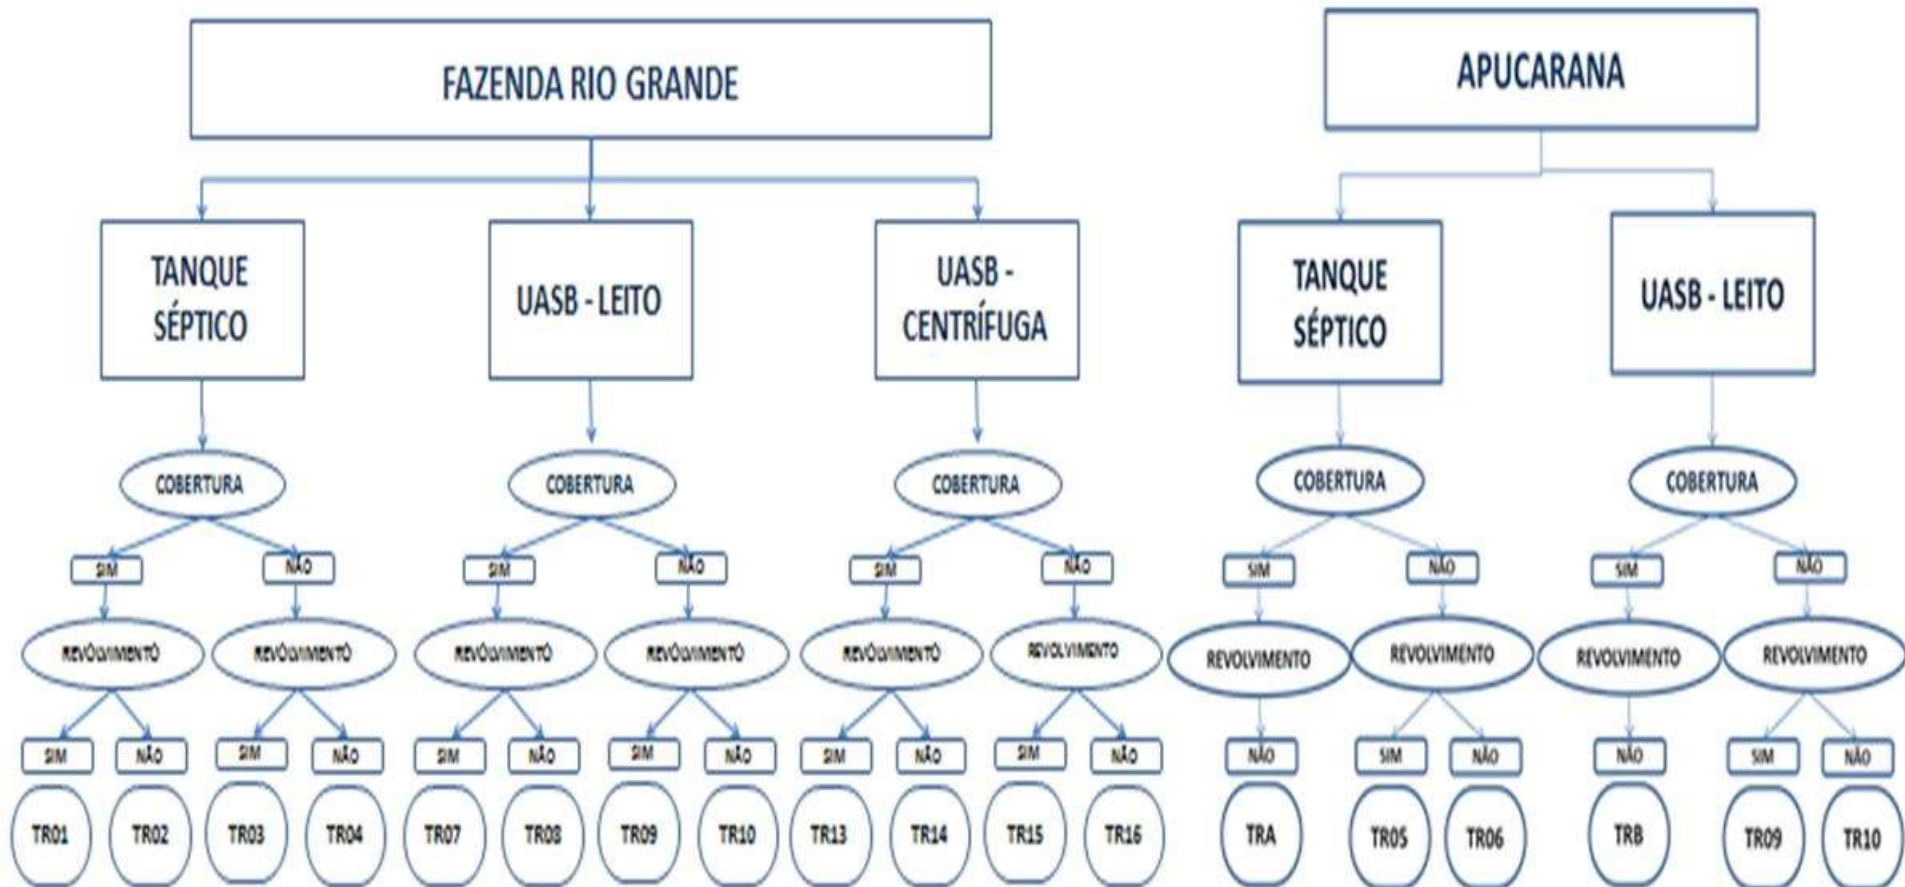 FAZENDA RIO GRANDE
APUCARANA
TANQUE
SÉPTICO
UASB - LEITO
UASB -
CENTRÍFUGA
TANQUE
SÉPTICO
UASB - LEITO
COBERTURA
COBERTURA
COBERTURA
COBERTURA
COBERTURA
SIM
NÃO
SIM
NÃO
SIM
NÃO
SIM
NÃO
SIM
NÃO
REVOLVIMENTO
REVOLVIMENTO
REVOLVIMENTO
REVOLVIMENTO
REVOLVIMENTO
REVOLVIMENTO
REVOLVIMENTO
REVOLVIMENTO
REVOLVIMENTO
REVOLVIMENTO
SIM
NÃO
SIM
NÃO
SIM
NÃO
SIM
NÃO
SIM
NÃO
SIM
NÃO
NÃO
SIM
NÃO
NÃO
SIM
NÃO
TR01
TR02
TR03
TR04
TR07
TR08
TR09
TR10
TR13
TR14
TR15
TR16
TRA
TR05
TR06
TRB
TR09
TR10